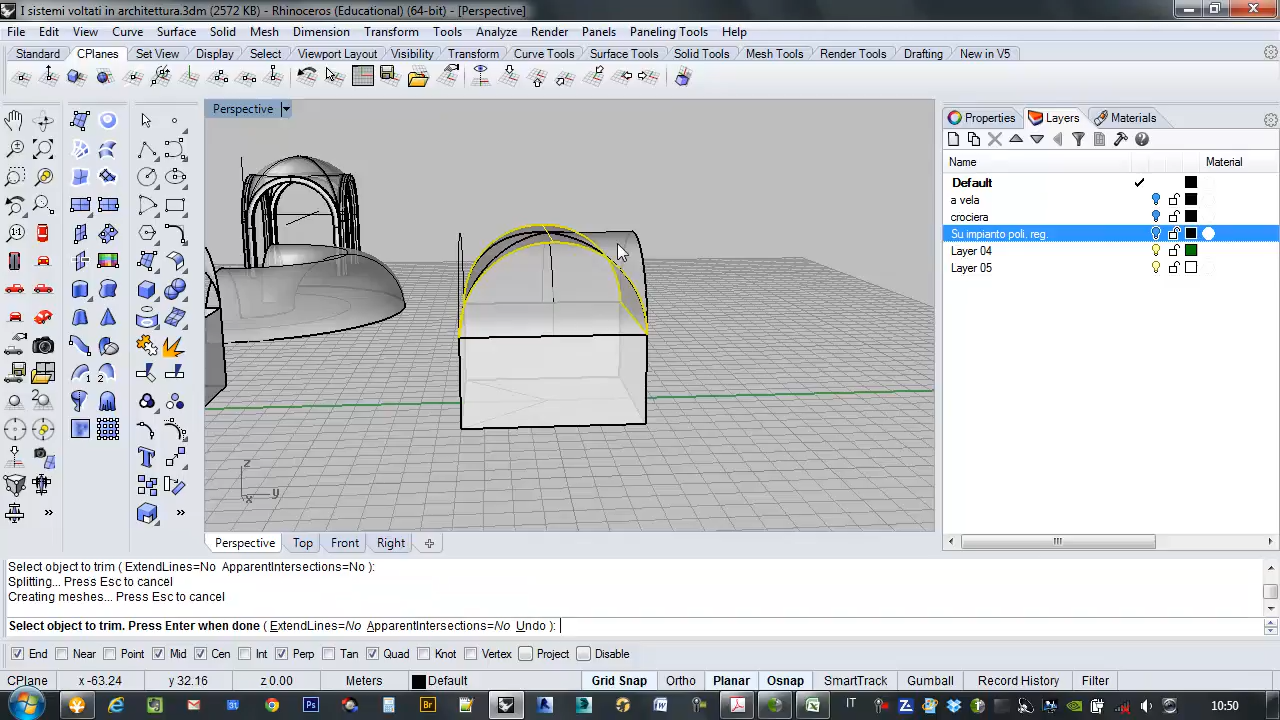 I sistemi voltati in architettura.3dm (2572 KB) - Rhinoceros (Educational) (64-bit) - [Perspective]
File Edit View Curve Surface Solid Mesh Dimension Transform Tools Analyze Render Panels Paneling Tools Help
Standard CPlanes Set View Display Select Viewport Layout Visibility Transform Curve Tools Surface Tools Solid Tools Mesh Tools Render Tools Drafting New in V5
Perspective
Properties Layers Materials
Name Material
Default
a vela
crociera
Su impianto poli. reg.
Layer 04
Layer 05
z
x y
Perspective Top Front Right
Select object to trim ( ExtendLines=No ApparentIntersections=No ):
Splitting... Press Esc to cancel
Creating meshes... Press Esc to cancel
Select object to trim. Press Enter when done ( ExtendLines=No ApparentIntersections=No Undo ):
End Near Point Mid Cen Int Perp Tan Quad Knot Vertex Project Disable
CPlane x -63.24 y 32.16 z 0.00 Meters Default Grid Snap Ortho Planar Osnap SmartTrack Gumball Record History Filter
IT 10:50